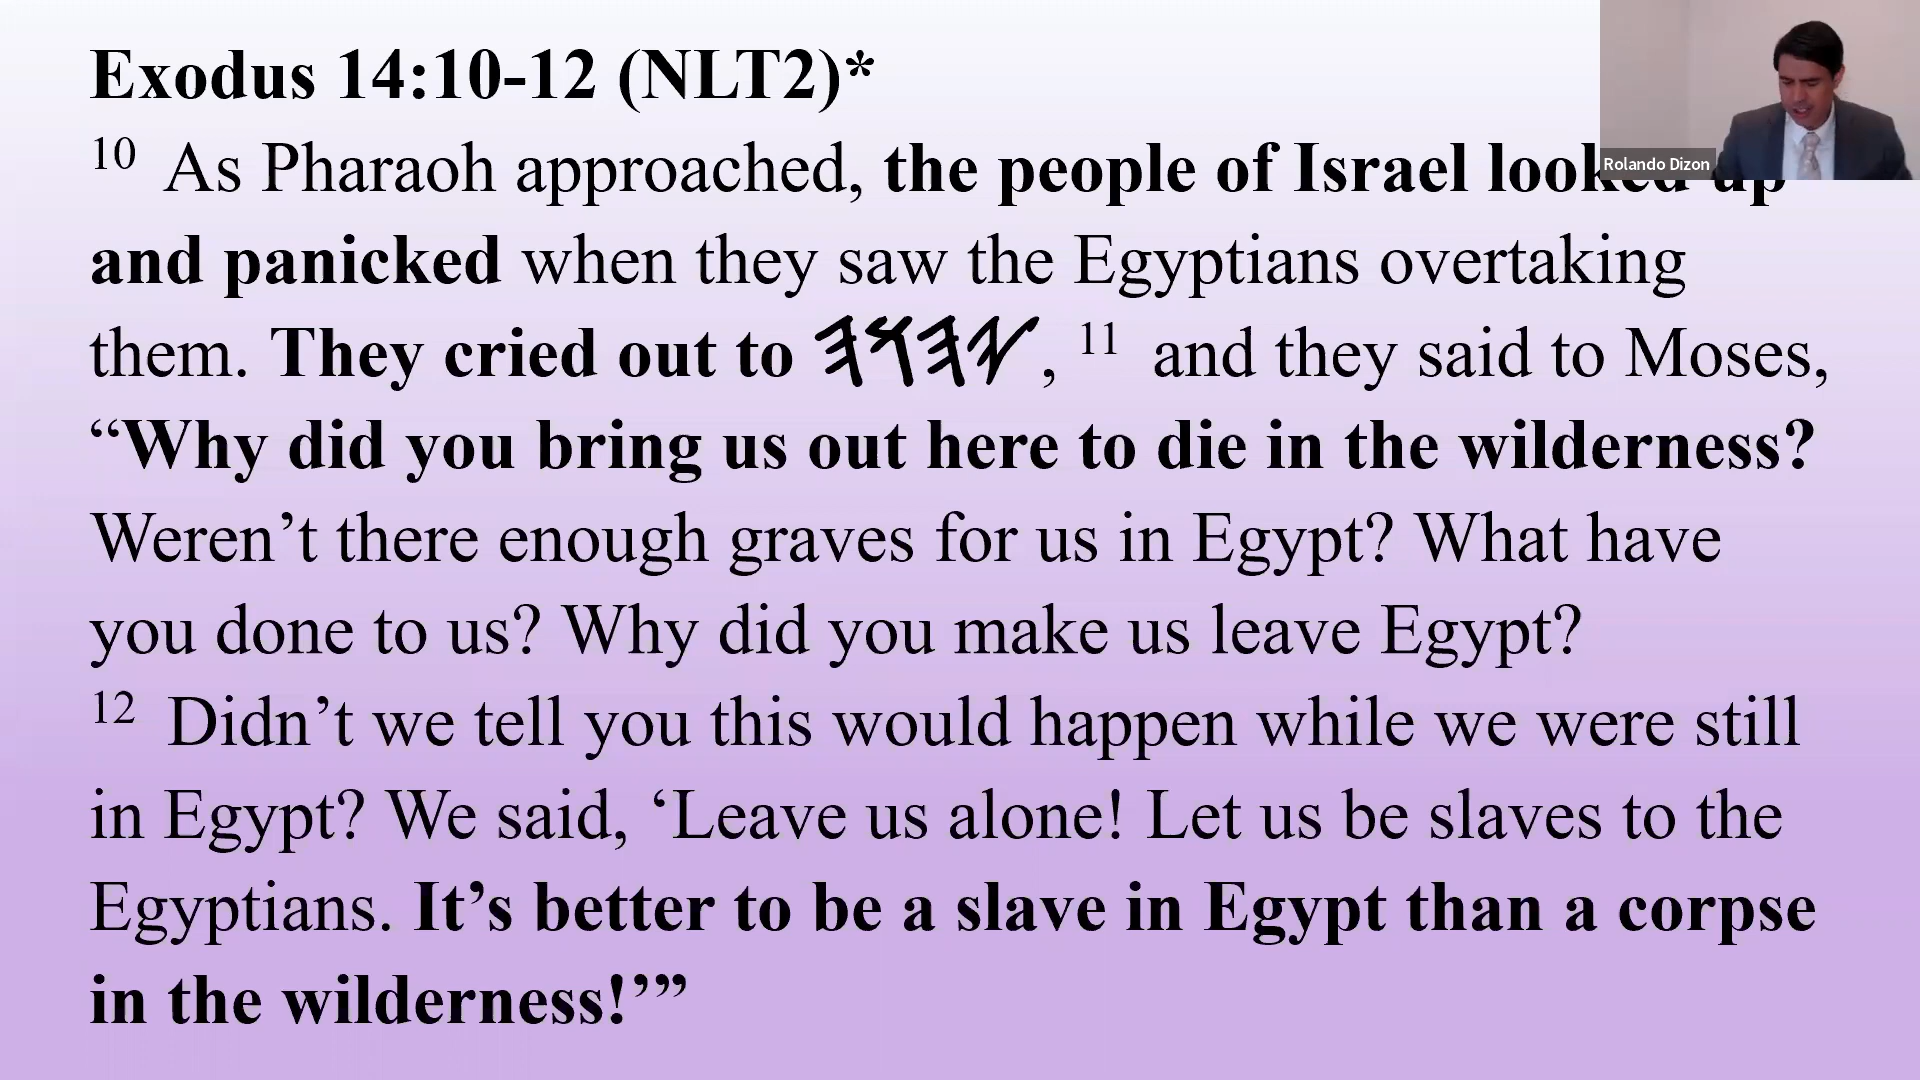 Exodus 14:10-12 (NLT2)*
10 As Pharaoh approached, the people of Israel looked up
and panicked when they saw the Egyptians overtaking
them. They cried out to 𐤉𐤄𐤅𐤄, 11 and they said to Moses,
“Why did you bring us out here to die in the wilderness?
Weren’t there enough graves for us in Egypt? What have
you done to us? Why did you make us leave Egypt?
12 Didn’t we tell you this would happen while we were still
in Egypt? We said, ‘Leave us alone! Let us be slaves to the
Egyptians. It’s better to be a slave in Egypt than a corpse
in the wilderness!’”
Rolando Dizon